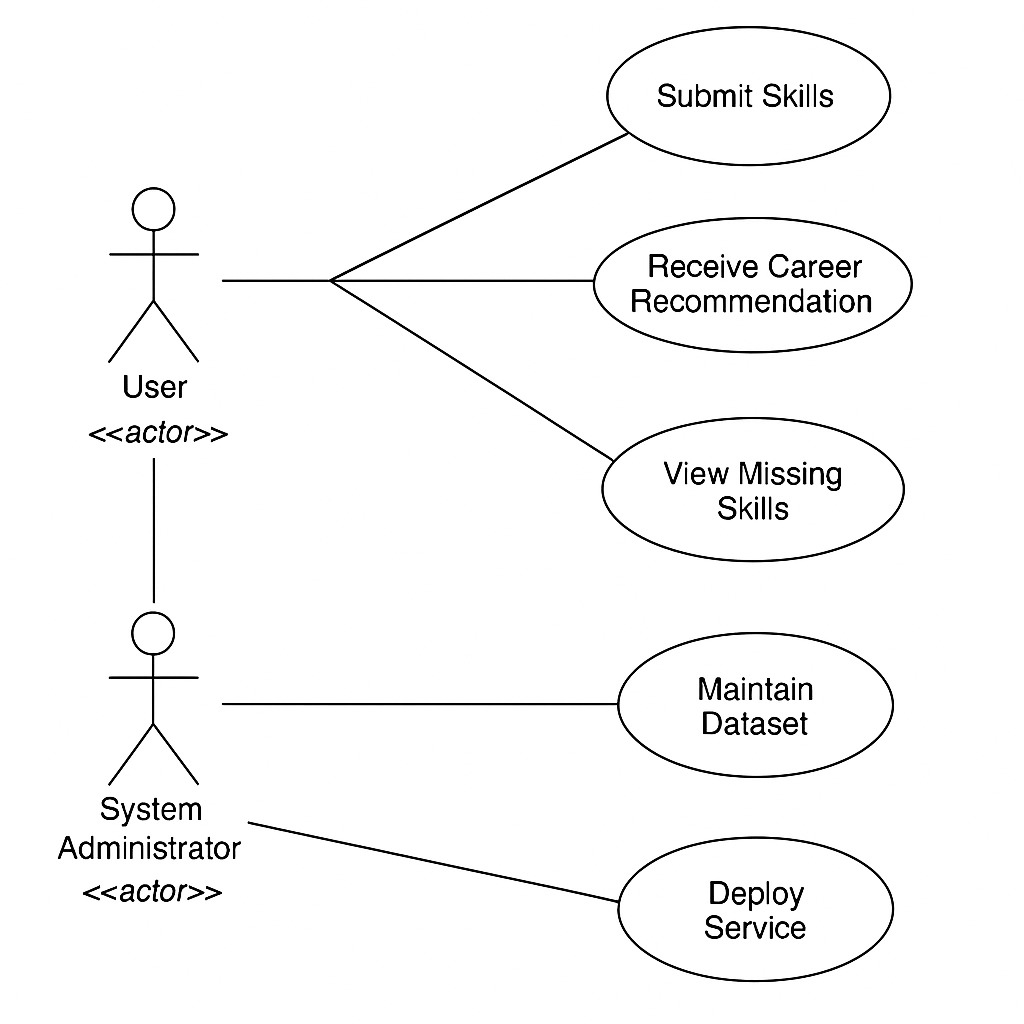 Submit Skills
Receive Career
Recommendation
User
<<actor>>
View Missing
Skills
Maintain
Dataset
System
Administrator
<<actor>>
Deploy
Service